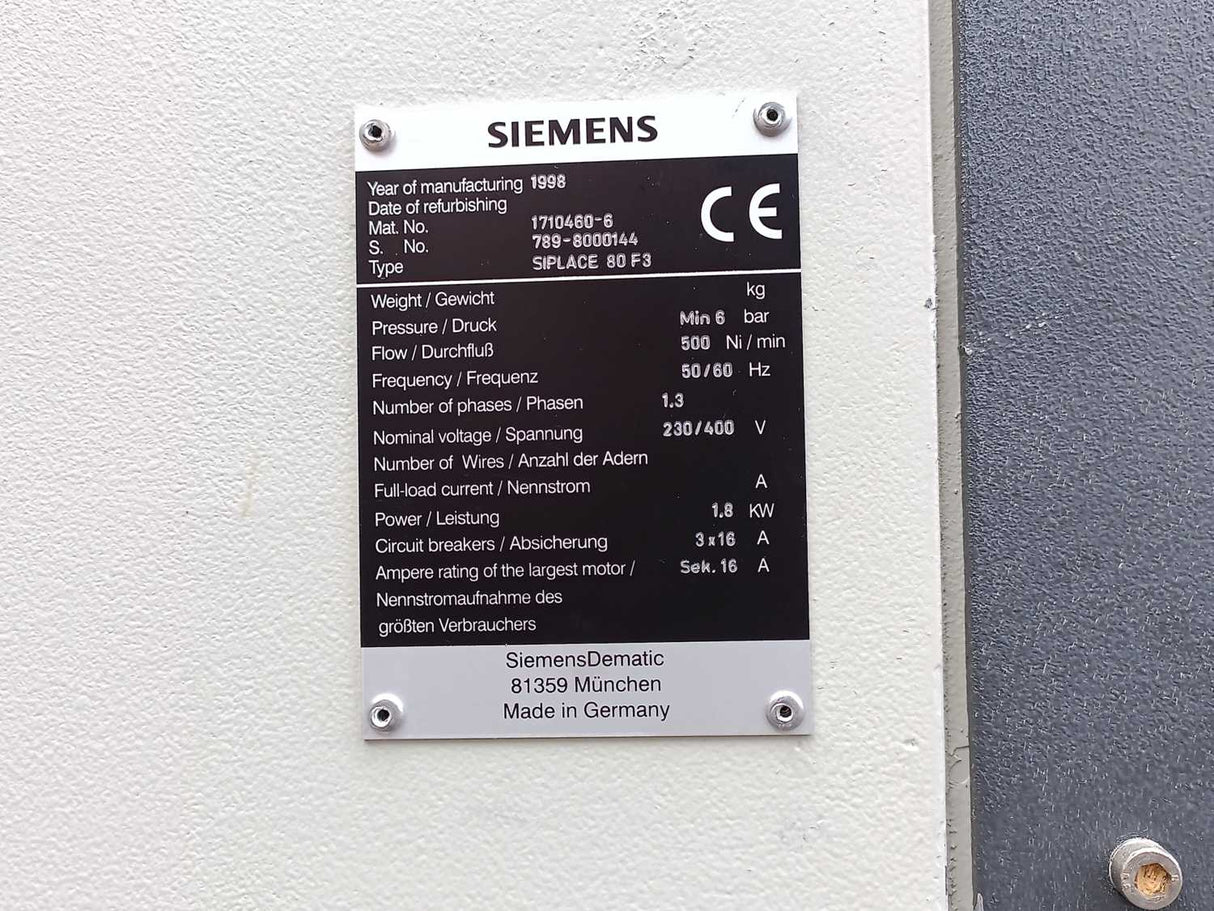 SIEMENS
Year of manufacturing 1998
Date of refurbishing
Mat. No. 1710460-6
S. No. 789-8000144
Type SIPLACE 80 F3
CE
Weight / Gewicht kg
Pressure / Druck Min 6 bar
Flow / Durchfluß 500 Ni / min
Frequency / Frequenz 50/60 Hz
Number of phases / Phasen 1.3
Nominal voltage / Spannung 230/400 V
Number of Wires / Anzahl der Adern
Full-load current / Nennstrom A
Power / Leistung 1.8 KW
Circuit breakers / Absicherung 3x16 A
Ampere rating of the largest motor / Sek. 16 A
Nennstromaufnahme des
größten Verbrauchers
SiemensDematic
81359 München
Made in Germany